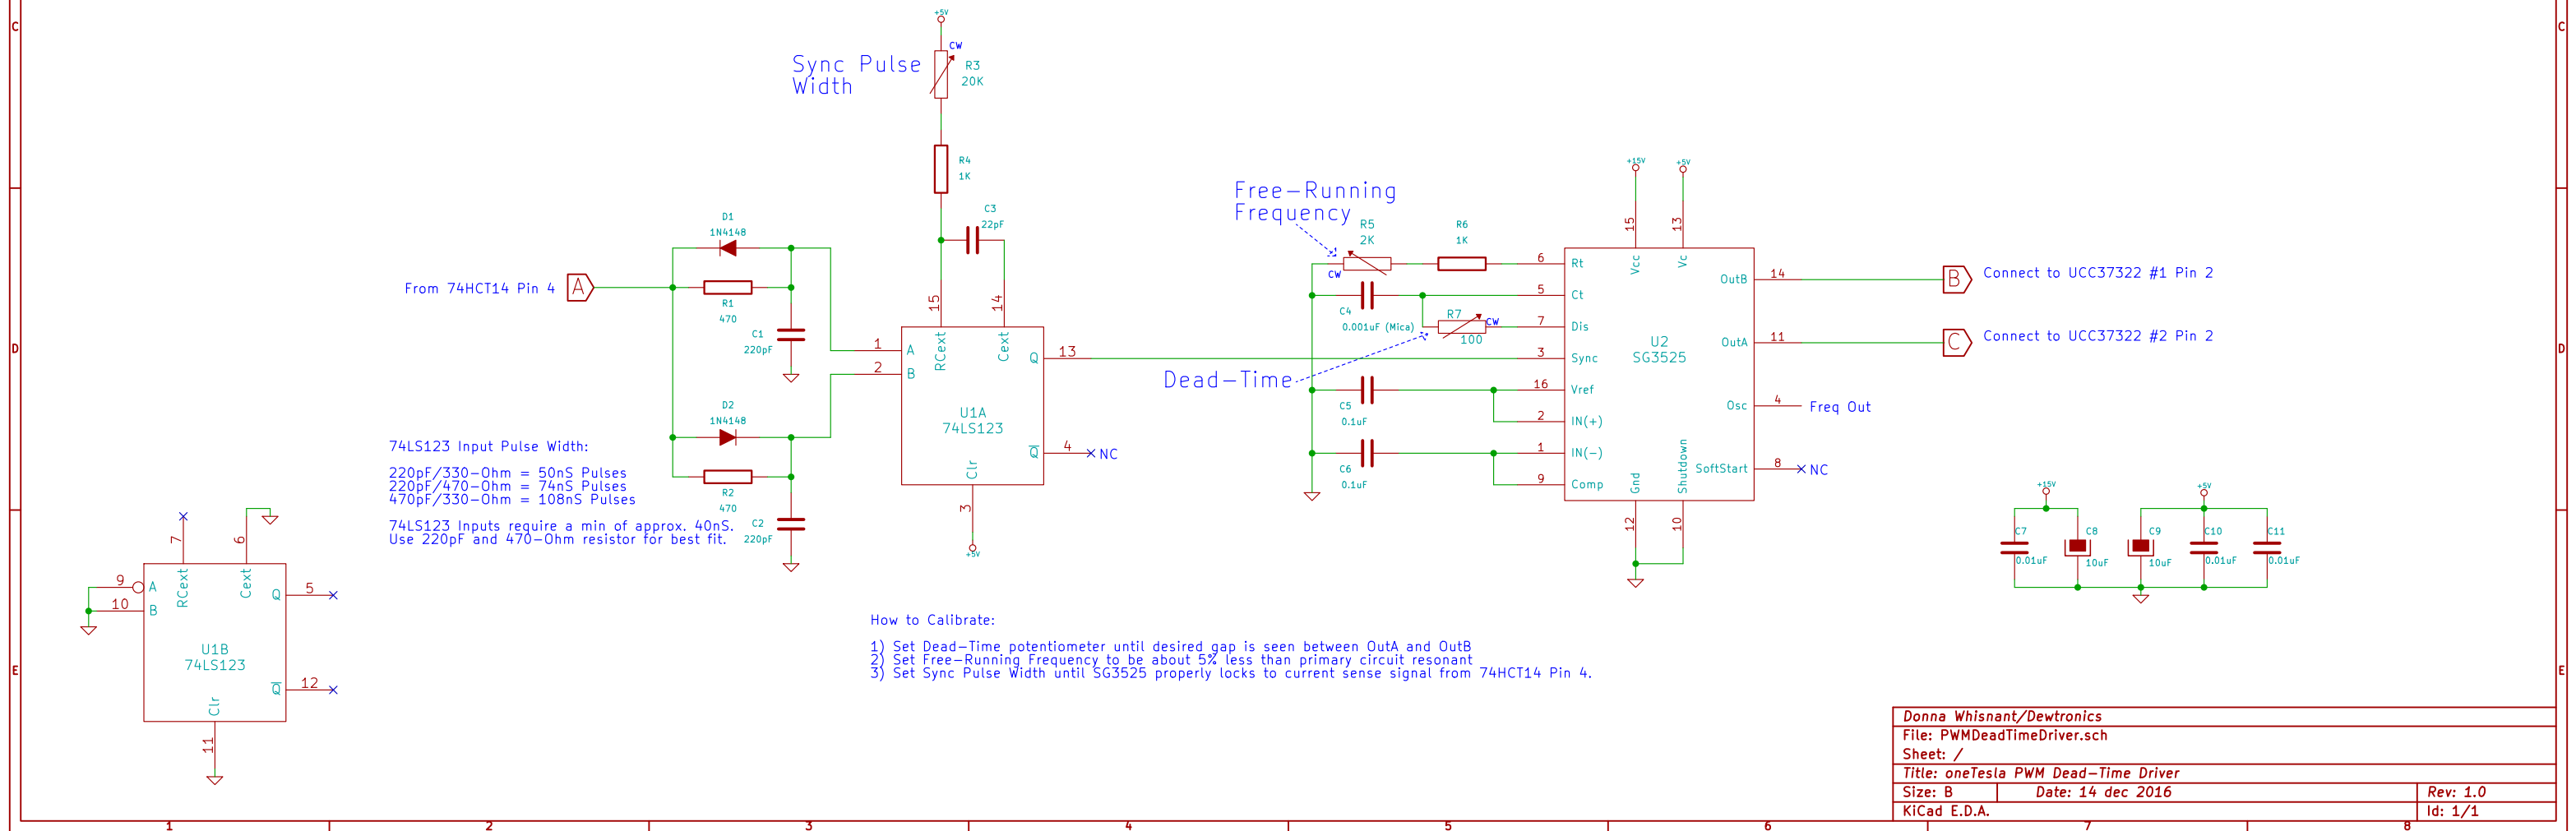 C
C
+5V
CW
Sync Pulse
Width
R3
20K
R4
1K
C3
22pF
D1
1N4148
From 74HCT14 Pin 4
A
R1
470
C1
220pF
15
14
RCext
Cext
1
A
2
B
Q
13
U1A
74LS123
Q
4
NC
Clr
3
+5V
D2
1N4148
R2
470
C2
220pF
74LS123 Input Pulse Width:
220pF/330-Ohm = 50nS Pulses
220pF/470-Ohm = 74nS Pulses
470pF/330-Ohm = 108nS Pulses
74LS123 Inputs require a min of approx. 40nS.
Use 220pF and 470-Ohm resistor for best fit.
Free-Running
Frequency
R5
2K
CW
R6
1K
C4
0.001uF (Mica)
R7
CW
100
Dead-Time
C5
0.1uF
C6
0.1uF
+15V
+5V
15
13
Vcc
Vc
6
Rt
5
Ct
7
Dis
3
Sync
16
Vref
2
IN(+)
1
IN(-)
9
Comp
U2
SG3525
OutB
14
OutA
11
Osc
4
SoftStart
8
Gnd
Shutdown
12
10
B
Connect to UCC37322 #1 Pin 2
C
Connect to UCC37322 #2 Pin 2
Freq Out
NC
D
D
7
6
RCext
Cext
9
A
10
B
Q
5
U1B
74LS123
Q
12
Clr
11
+15V
+5V
C7
0.01uF
C8
10uF
C9
10uF
C10
0.01uF
C11
0.01uF
How to Calibrate:
1) Set Dead-Time potentiometer until desired gap is seen between OutA and OutB
2) Set Free-Running Frequency to be about 5% less than primary circuit resonant
3) Set Sync Pulse Width until SG3525 properly locks to current sense signal from 74HCT14 Pin 4.
E
E
Donna Whisnant/Dewtronics
File: PWMDeadTimeDriver.sch
Sheet: /
Title: oneTesla PWM Dead-Time Driver
Size: B
Date: 14 dec 2016
Rev: 1.0
KiCad E.D.A.
Id: 1/1
1
2
3
4
5
6
7
8